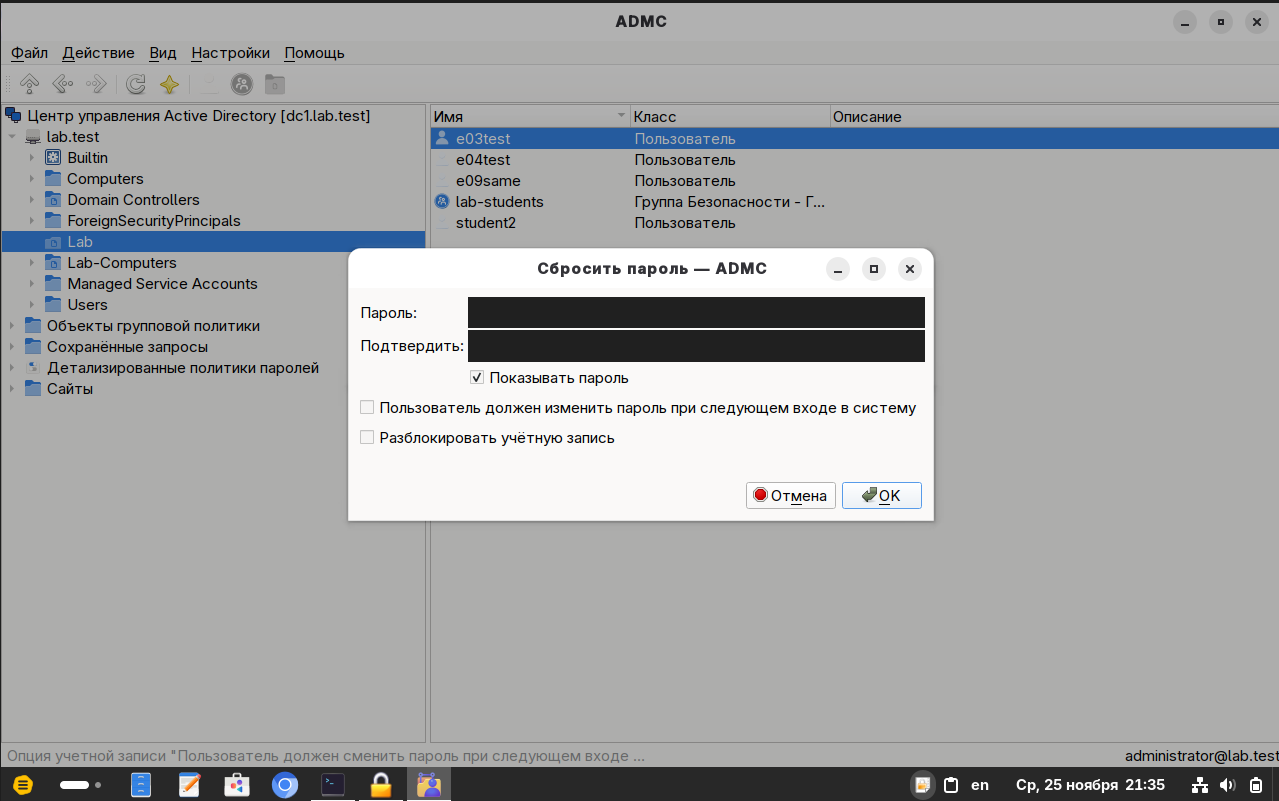 ADMC
Файл Действие Вид Настройки Помощь
Центр управления Active Directory [dc1.lab.test]
lab.test
Builtin
Computers
Domain Controllers
ForeignSecurityPrincipals
Lab
Lab-Computers
Managed Service Accounts
Users
Объекты групповой политики
Сохранённые запросы
Детализированные политики паролей
Сайты
Имя Класс Описание
e03test Пользователь
e04test Пользователь
e09same Пользователь
lab-students Группа Безопасности - Г...
student2 Пользователь
Сбросить пароль — ADMC
Пароль:
Подтвердить:
Показывать пароль
Пользователь должен изменить пароль при следующем входе в систему
Разблокировать учётную запись
Отмена OK
Опция учетной записи "Пользователь должен сменить пароль при следующем входе ...
administrator@lab.test
en Ср, 25 ноября 21:35